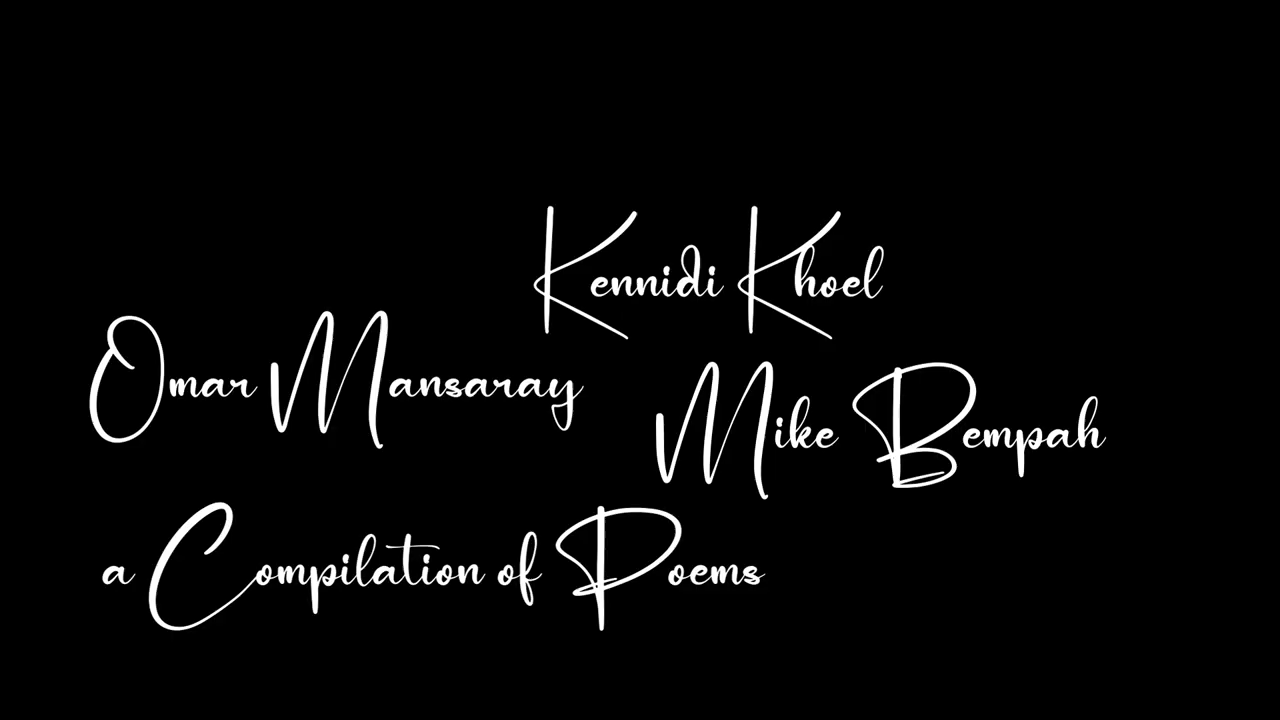 Kennidi Khoel
Omar Mansaray
Mike Bempah
a Compilation of Poems